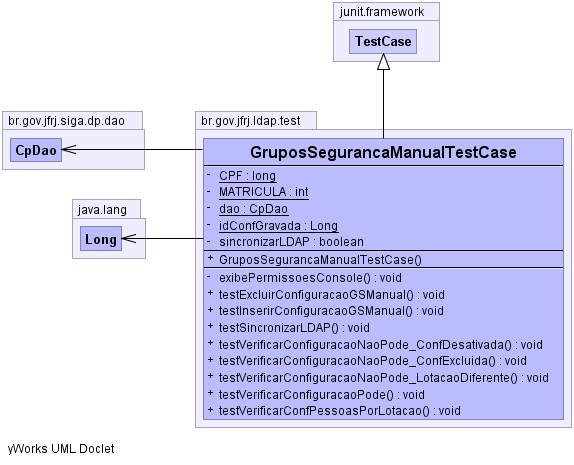 junit.framework
TestCase
br.gov.jfrj.siga.dp.dao
CpDao
java.lang
Long
br.gov.jfrj.ldap.test
GruposSegurancaManualTestCase
- CPF : long
- MATRICULA : int
- dao : CpDao
- idConfGravada : Long
- sincronizarLDAP : boolean
+ GruposSegurancaManualTestCase()
- exibePermissoesConsole() : void
+ testExcluirConfiguracaoGSManual() : void
+ testInserirConfiguracaoGSManual() : void
+ testSincronizarLDAP() : void
+ testVerificarConfiguracaoNaoPode_ConfDesativada() : void
+ testVerificarConfiguracaoNaoPode_ConfExcluida() : void
+ testVerificarConfiguracaoNaoPode_LotacaoDiferente() : void
+ testVerificarConfiguracaoPode() : void
+ testVerificarConfPessoasPorLotacao() : void
yWorks UML Doclet